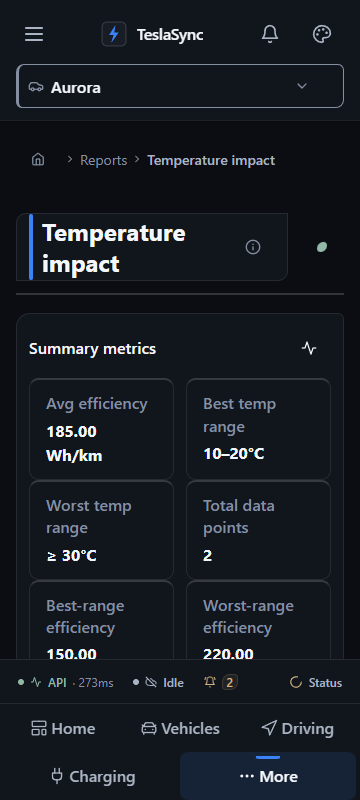 TeslaSync
Aurora
Reports
Temperature impact
Temperature
impact
Summary metrics
Avg efficiency
185.00
Wh/km
Best temp
range
10–20°C
Worst temp
range
≥ 30°C
Total data
points
2
Best-range
efficiency
150.00
Worst-range
efficiency
220.00
API · 273ms
Idle
2
Status
Home
Vehicles
Driving
Charging
More